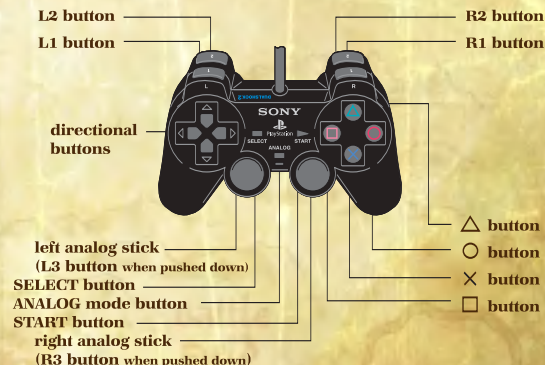 L2 button
L1 button
directional
buttons
left analog stick
(L3 button when pushed down)
SELECT button
ANALOG mode button
START button
right analog stick
(R3 button when pushed down)
R2 button
R1 button
△ button
○ button
✕ button
□ button
L
R
DUALSHOCK 2
SONY
PlayStation
SELECT
START
ANALOG